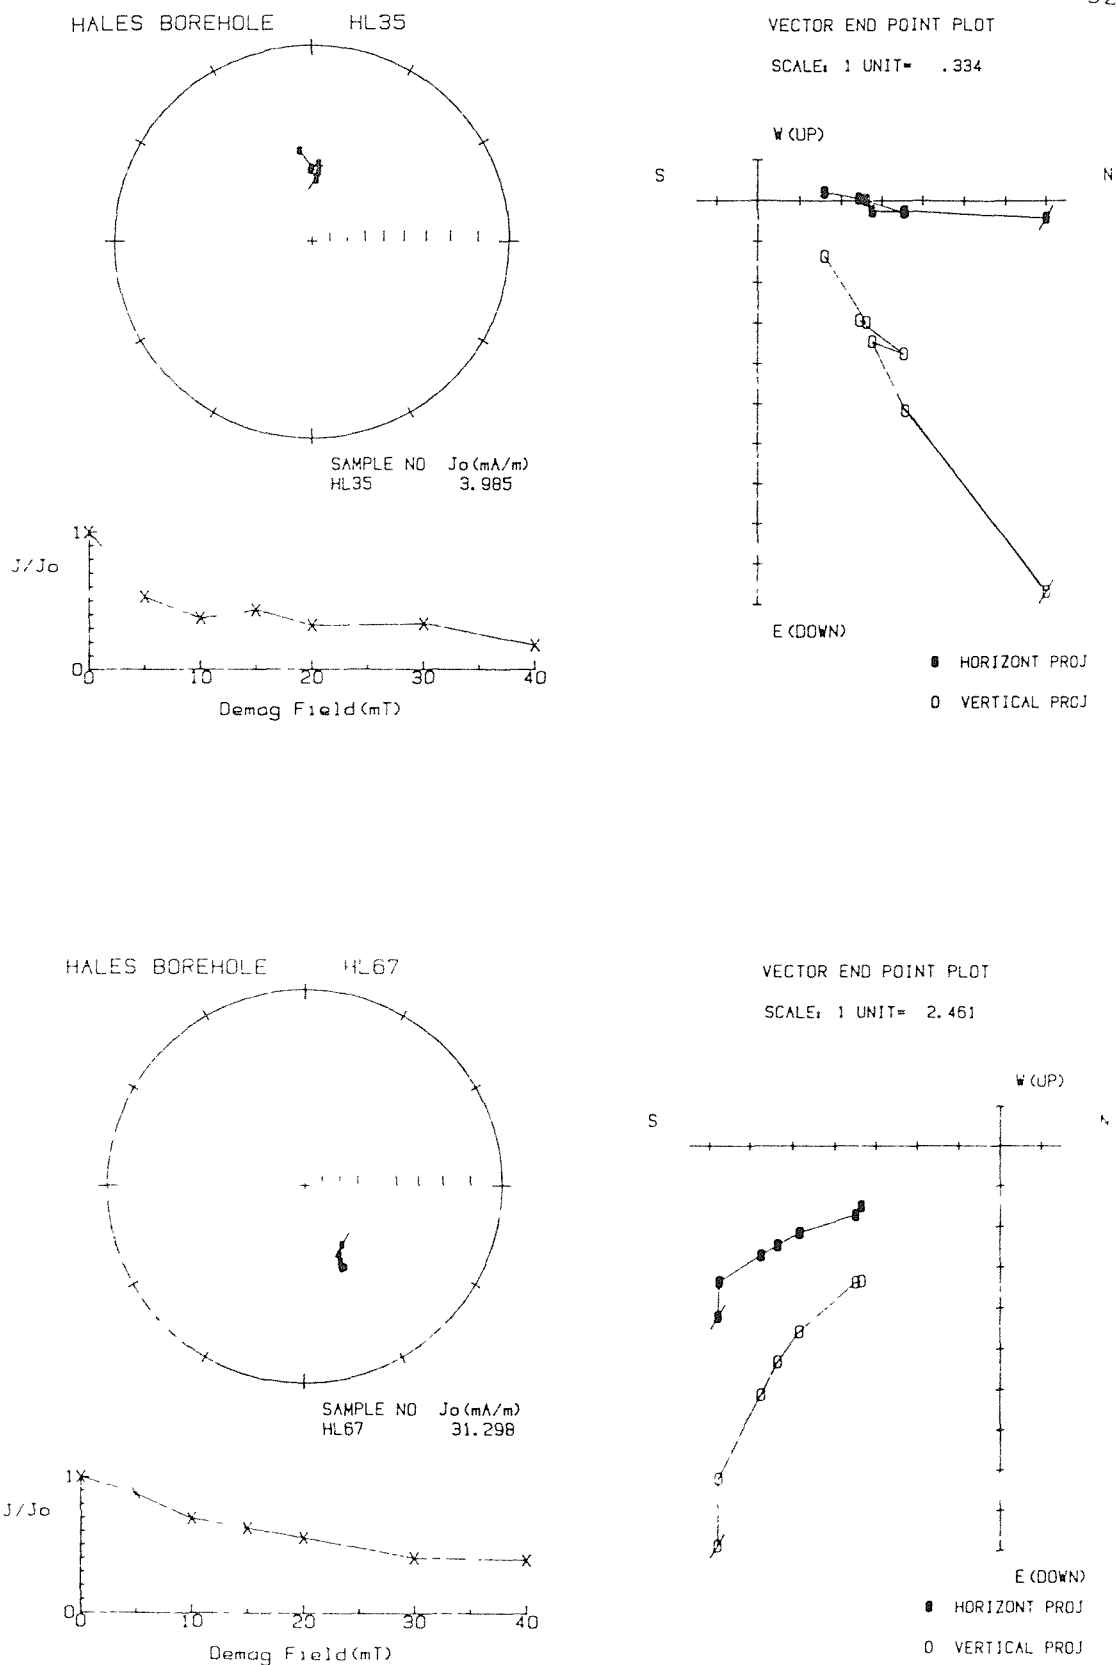 HALES BOREHOLE HL35
VECTOR END POINT PLOT
SCALE: 1 UNIT= .334
W(UP)
S
N
SAMPLE NO Jo(mA/m)
HL35 3.985
1
J/Jo
0
0 10 20 30 40
Demag Field(mT)
E(DOWN)
HORIZONT PROJ
VERTICAL PROJ
HALES BOREHOLE HL67
VECTOR END POINT PLOT
SCALE: 1 UNIT= 2.461
W(UP)
S
N
SAMPLE NO Jo(mA/m)
HL67 31.298
1
J/Jo
0
0 10 20 30 40
Demag Field(mT)
E(DOWN)
HORIZONT PROJ
VERTICAL PROJ